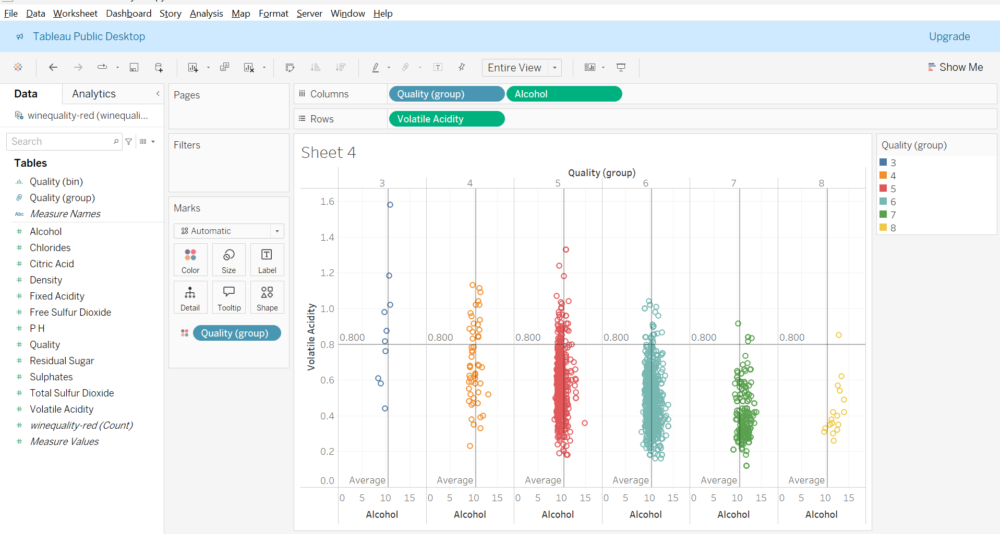 File Data Worksheet Dashboard Story Analysis Map Format Server Window Help
Tableau Public Desktop
Upgrade
Entire View
Show Me
Data
Analytics
winequality-red (winequali...
Search
Tables
Quality (bin)
Quality (group)
Abc Measure Names
Alcohol
Chlorides
Citric Acid
Density
Fixed Acidity
Free Sulfur Dioxide
P H
Quality
Residual Sugar
Sulphates
Total Sulfur Dioxide
Volatile Acidity
winequality-red (Count)
Measure Values
Pages
Filters
Marks
Automatic
Color Size Label
Detail Tooltip Shape
Quality (group)
Columns
Quality (group)
Alcohol
Rows
Volatile Acidity
Sheet 4
Quality (group)
3 4 5 6 7 8
Volatile Acidity
1.6
1.4
1.2
1.0
0.8
0.6
0.4
0.2
0.0
0.800 0.800 0.800 0.800 0.800 0.800
Average Average Average Average Average Average
0 5 10 15 0 5 10 15 0 5 10 15 0 5 10 15 0 5 10 15 0 5 10 15
Alcohol Alcohol Alcohol Alcohol Alcohol Alcohol
Quality (group)
3
4
5
6
7
8